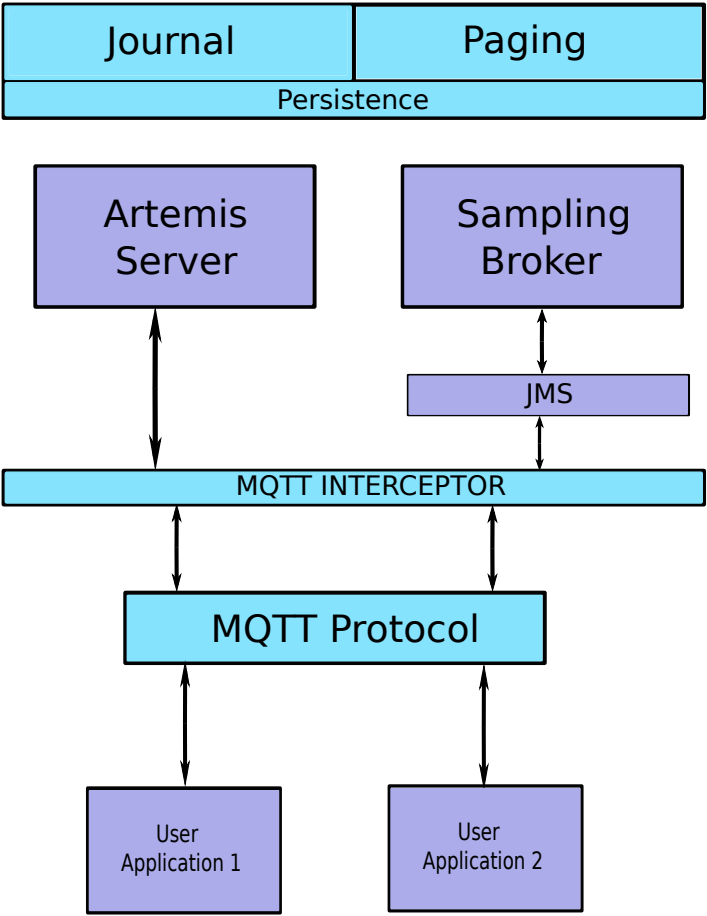 Journal
Paging
Persistence
Artemis
Server
Sampling
Broker
JMS
MQTT INTERCEPTOR
MQTT Protocol
User
Application 1
User
Application 2